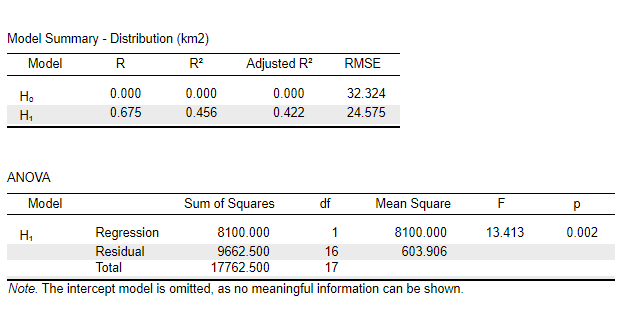 Model Summary - Distribution (km2)
Model R R² Adjusted R² RMSE
H₀ 0.000 0.000 0.000 32.324
H₁ 0.675 0.456 0.422 24.575
ANOVA
Model Sum of Squares df Mean Square F p
H₁ Regression 8100.000 1 8100.000 13.413 0.002
Residual 9662.500 16 603.906
Total 17762.500 17
Note. The intercept model is omitted, as no meaningful information can be shown.